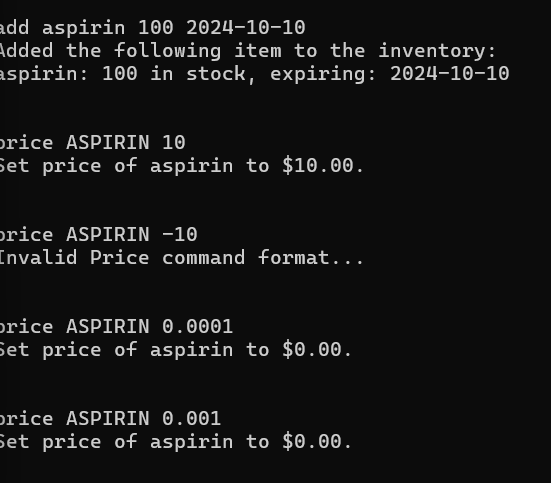 add aspirin 100 2024-10-10
Added the following item to the inventory:
aspirin: 100 in stock, expiring: 2024-10-10
price ASPIRIN 10
Set price of aspirin to $10.00.
price ASPIRIN -10
Invalid Price command format...
price ASPIRIN 0.0001
Set price of aspirin to $0.00.
price ASPIRIN 0.001
Set price of aspirin to $0.00.